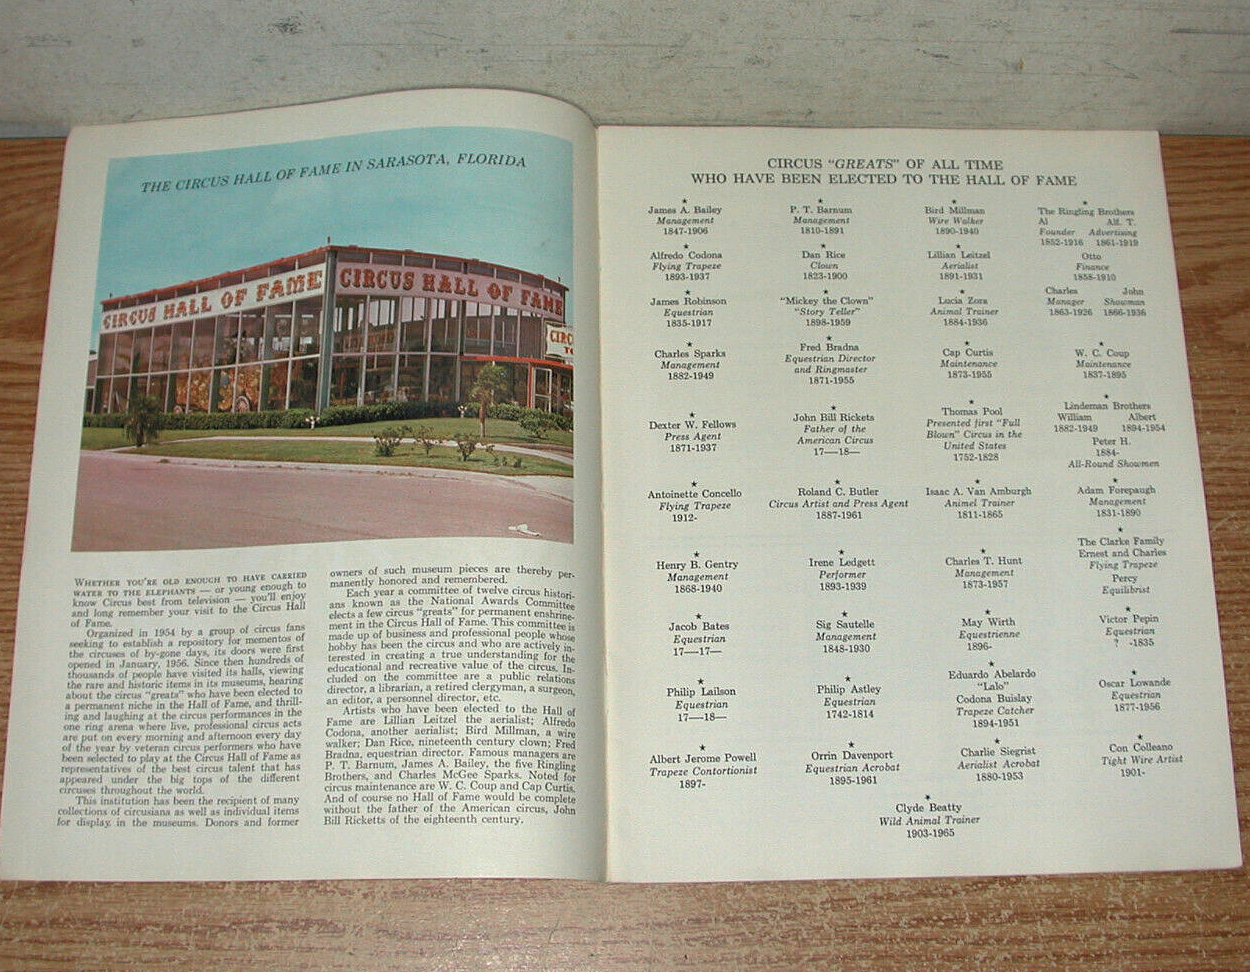 THE CIRCUS HALL OF FAME IN SARASOTA, FLORIDA
CIRCUS HALL OF FAME
CIRCUS HALL OF FAME
CIRC
WHETHER YOU'RE OLD ENOUGH TO HAVE CARRIED
WATER TO THE ELEPHANTS — or young enough to
know Circus best from television — you'll enjoy
and long remember your visit to the Circus Hall
of Fame.
Organized in 1954 by a group of circus fans
seeking to establish a repository for mementos of
the circuses of by-gone days, its doors were first
opened in January, 1956. Since then hundreds of
thousands of people have visited its halls, viewing
the rare and historic items in its museums, hearing
about the circus "greats" who have been elected to
a permanent niche in the Hall of Fame, and thrill-
ing and laughing at the circus performances in the
one ring arena where live, professional circus acts
are put on every morning and afternoon every day
of the year by veteran circus performers who have
been selected to play at the Circus Hall of Fame as
representatives of the best circus talent that has
appeared under the big tops of the different
circuses throughout the world.
This institution has been the recipient of many
collections of circusians as well as individual items
for display in the museums. Donors and former
owners of such museum pieces are thereby per-
manently honored and remembered.
Each year a committee of twelve circus histori-
ans known as the National Awards Committee
elects a few circus "greats" for permanent enshrine-
ment in the Circus Hall of Fame. This committee is
made up of business and professional people whose
hobby has been the circus and who are actively in-
terested in creating a true understanding for the
educational and recreative value of the circus. In-
cluded on the committee are a public relations
director, a librarian, a retired clergyman, a surgeon,
an editor, a personnel director, etc.
Artists who have been elected to the Hall of
Fame are Lillian Leitzel the aerialist; Alfredo
Codona, another aerialist; Bird Millman, a wire
walker; Dan Rice, nineteenth century clown; Fred
Bradna, equestrian director. Famous managers are
P. T. Barnum, James A. Bailey, the five Ringling
Brothers, and Charles McGee Sparks. Noted for
circus maintenance are W. C. Coup and Cap Curtis.
And of course no Hall of Fame would be complete
without the father of the American circus, John
Bill Ricketts of the eighteenth century.
CIRCUS "GREATS" OF ALL TIME
WHO HAVE BEEN ELECTED TO THE HALL OF FAME
James A. Bailey
Management
1847-1906
P. T. Barnum
Management
1810-1891
Bird Millman
Wire Walker
1890-1940
The Ringling Brothers
Al Alf. T.
Founder Advertising
1852-1916 1861-1919
Otto
Finance
1858-1910
Charles John
Manager Showman
1863-1926 1866-1936
Alfredo Codona
Flying Trapeze
1893-1937
Dan Rice
Clown
1823-1900
Lillian Leitzel
Aerialist
1891-1931
James Robinson
Equestrian
1835-1917
"Mickey the Clown"
"Story Teller"
1898-1959
Lucia Zora
Animal Trainer
1884-1936
Charles Sparks
Management
1882-1949
Fred Bradna
Equestrian Director
and Ringmaster
1871-1955
Cap Curtis
Maintenance
1873-1955
W. C. Coup
Maintenance
1837-1895
Dexter W. Fellows
Press Agent
1871-1937
John Bill Rickets
Father of the
American Circus
17—18—
Thomas Pool
Presented first "Full
Blown" Circus in the
United States
1752-1828
Lindeman Brothers
William Albert
1882-1949 1894-1954
Peter H.
1884-
All-Round Showmen
Antoinette Concello
Flying Trapeze
1912-
Roland C. Butler
Circus Artist and Press Agent
1887-1961
Isaac A. Van Amburgh
Animel Trainer
1811-1865
Adam Forepaugh
Management
1831-1890
Henry B. Gentry
Management
1868-1940
Irene Ledgett
Performer
1893-1939
Charles T. Hunt
Management
1873-1957
The Clarke Family
Ernest and Charles
Flying Trapeze
Percy
Equilibrist
Jacob Bates
Equestrian
17—17—
Sig Sautelle
Management
1848-1930
May Wirth
Equestrienne
1896-
Victor Pepin
Equestrian
? -1835
Philip Lailson
Equestrian
17—18—
Philip Astley
Equestrian
1742-1814
Eduardo Abelardo
"Lalo"
Codona Buislay
Trapeze Catcher
1894-1951
Oscar Lowande
Equestrian
1877-1956
Albert Jerome Powell
Trapeze Contortionist
1897-
Orrin Davenport
Equestrian Acrobat
1895-1961
Charlie Siegrist
Aerialist Acrobat
1880-1953
Con Colleano
Tight Wire Artist
1901-
Clyde Beatty
Wild Animal Trainer
1903-1965